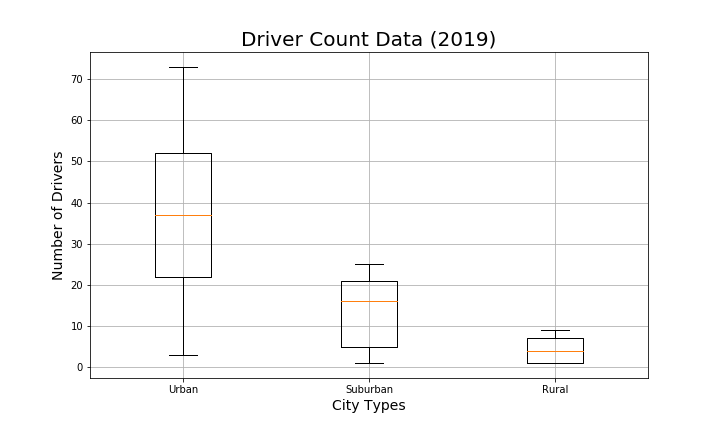 Driver Count Data (2019)
Number of Drivers
70
60
50
40
30
20
10
0
Urban
Suburban
Rural
City Types